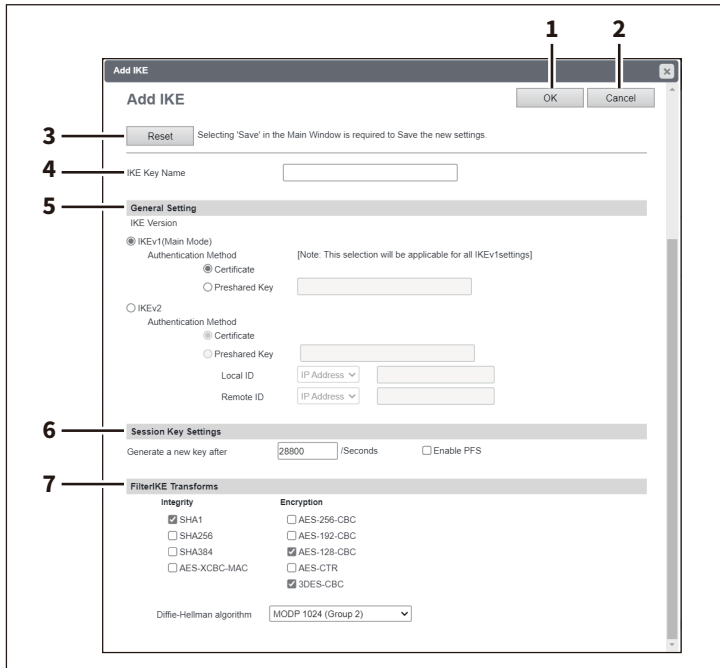 1 2
Add IKE
Add IKE OK Cancel
3 Reset Selecting 'Save' in the Main Window is required to Save the new settings.
4 IKE Key Name
5 General Setting
IKE Version
IKEv1(Main Mode)
Authentication Method [Note: This selection will be applicable for all IKEv1settings]
Certificate
Preshared Key
IKEv2
Authentication Method
Certificate
Preshared Key
Local ID IP Address
Remote ID IP Address
6 Session Key Settings
Generate a new key after 28800 /Seconds Enable PFS
7 FilterIKE Transforms
Integrity Encryption
SHA1 AES-256-CBC
SHA256 AES-192-CBC
SHA384 AES-128-CBC
AES-XCBC-MAC AES-CTR
3DES-CBC
Diffie-Hellman algorithm MODP 1024 (Group 2)